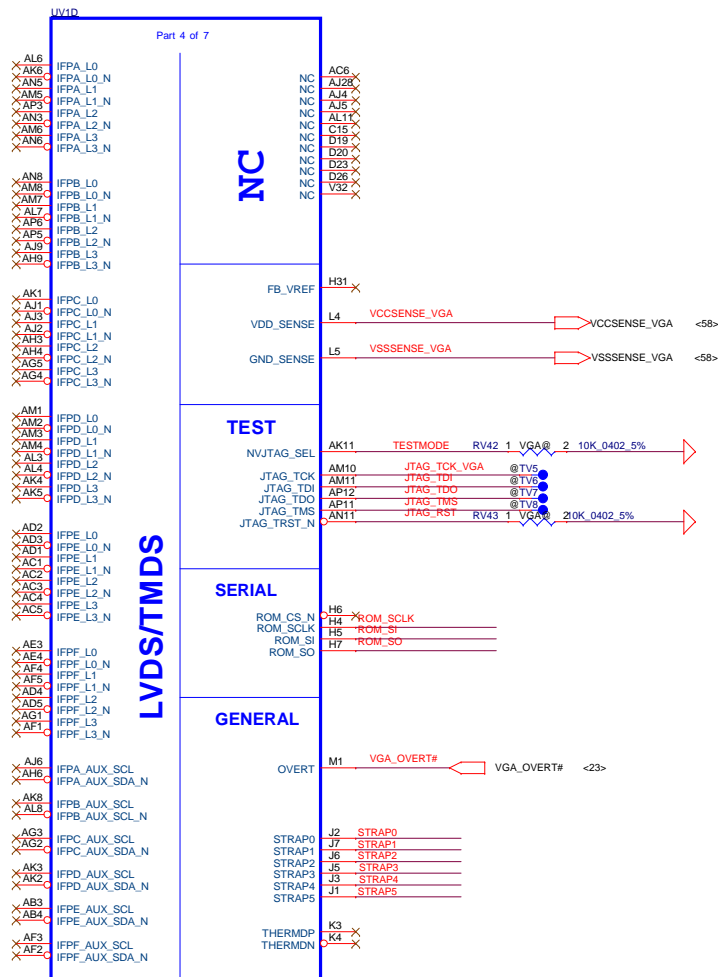 UV1D
Part 4 of 7
AL6 IFPA_L0
AK6 IFPA_L0_N
AN5 IFPA_L1
AM5 IFPA_L1_N
AP3 IFPA_L2
AN3 IFPA_L2_N
AM6 IFPA_L3
AN6 IFPA_L3_N
AN8 IFPB_L0
AM8 IFPB_L0_N
AM7 IFPB_L1
AL7 IFPB_L1_N
AP6 IFPB_L2
AP5 IFPB_L2_N
AJ9 IFPB_L3
AH9 IFPB_L3_N
AK1 IFPC_L0
AJ1 IFPC_L0_N
AJ3 IFPC_L1
AJ2 IFPC_L1_N
AH3 IFPC_L2
AH4 IFPC_L2_N
AG5 IFPC_L3
AG4 IFPC_L3_N
AM1 IFPD_L0
AM2 IFPD_L0_N
AM3 IFPD_L1
AM4 IFPD_L1_N
AL3 IFPD_L2
AL4 IFPD_L2_N
AK4 IFPD_L3
AK5 IFPD_L3_N
AD2 IFPE_L0
AD3 IFPE_L0_N
AD1 IFPE_L1
AC1 IFPE_L1_N
AC2 IFPE_L2
AC3 IFPE_L2_N
AC4 IFPE_L3
AC5 IFPE_L3_N
AE3 IFPF_L0
AE4 IFPF_L0_N
AF4 IFPF_L1
AF5 IFPF_L1_N
AD4 IFPF_L2
AD5 IFPF_L2_N
AG1 IFPF_L3
AF1 IFPF_L3_N
AJ6 IFPA_AUX_SCL
AH6 IFPA_AUX_SDA_N
AK8 IFPB_AUX_SCL
AL8 IFPB_AUX_SCL_N
AG3 IFPC_AUX_SCL
AG2 IFPC_AUX_SDA_N
AK3 IFPD_AUX_SCL
AK2 IFPD_AUX_SDA_N
AB3 IFPE_AUX_SCL
AB4 IFPE_AUX_SDA_N
AF3 IFPF_AUX_SCL
AF2 IFPF_AUX_SDA_N
LVDS/TMDS
NC
NC AC6
NC AJ28
NC AJ4
NC AJ5
NC AL11
NC C15
NC D19
NC D20
NC D23
NC D26
NC V32
FB_VREF H31
VDD_SENSE L4 VCCSENSE_VGA VCCSENSE_VGA <58>
GND_SENSE L5 VSSSENSE_VGA VSSSENSE_VGA <58>
TEST
NVJTAG_SEL AK11 TESTMODE RV42 1 VGA@ 2 10K_0402_5%
JTAG_TCK AM10 JTAG_TCK_VGA @TV5
JTAG_TDI AM11 JTAG_TDI @TV6
JTAG_TDO AP12 JTAG_TDO @TV7
JTAG_TMS AP11 JTAG_TMS @TV8
JTAG_TRST_N AN11 JTAG_RST RV43 1 VGA@ 2 10K_0402_5%
SERIAL
ROM_CS_N H6
ROM_SCLK H4 ROM_SCLK
ROM_SI H5 ROM_SI
ROM_SO H7 ROM_SO
GENERAL
OVERT M1 VGA_OVERT# VGA_OVERT# <23>
STRAP0 J2 STRAP0
STRAP1 J7 STRAP1
STRAP2 J6 STRAP2
STRAP3 J5 STRAP3
STRAP4 J3 STRAP4
STRAP5 J1 STRAP5
THERMDP K3
THERMDN K4